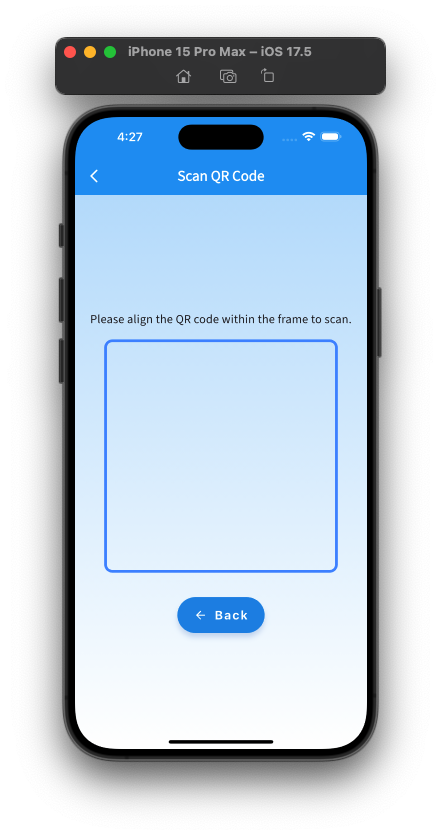 iPhone 15 Pro Max – iOS 17.5
4:27
Scan QR Code
Please align the QR code within the frame to scan.
Back